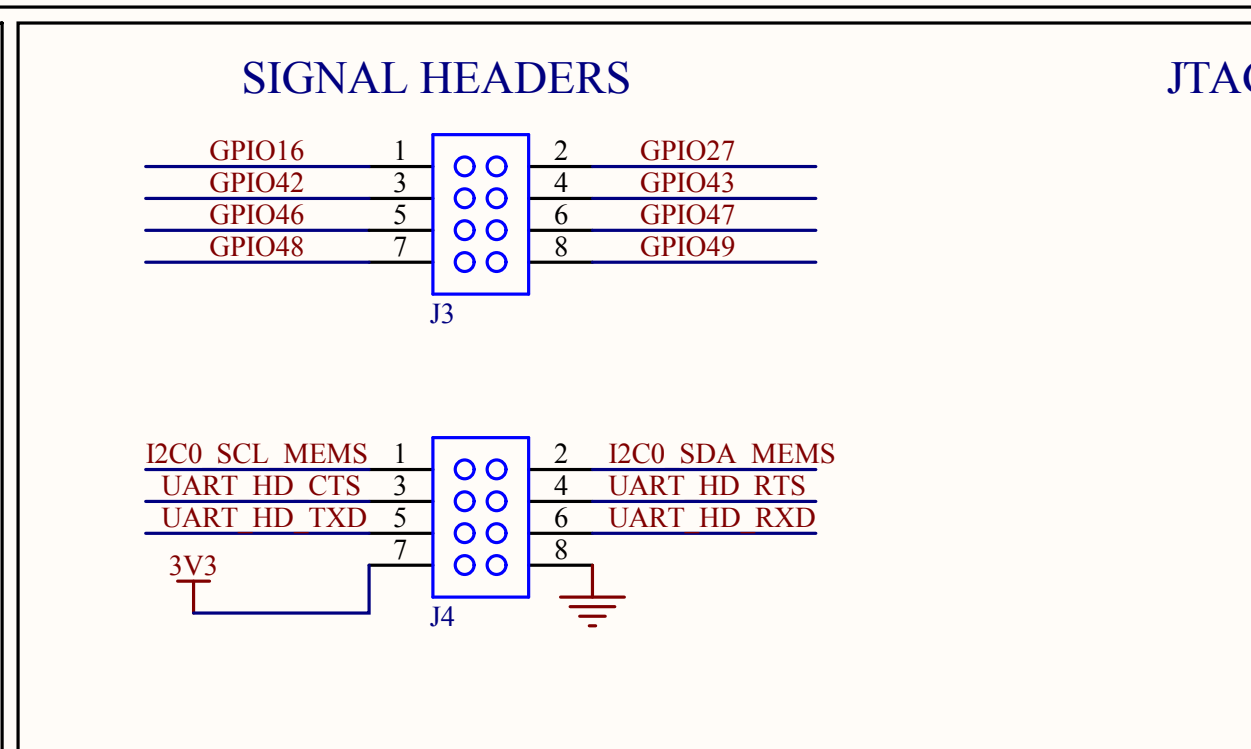 SIGNAL HEADERS
JTAG
GPIO16 1 2 GPIO27
GPIO42 3 4 GPIO43
GPIO46 5 6 GPIO47
GPIO48 7 8 GPIO49
J3
I2C0_SCL_MEMS 1 2 I2C0_SDA_MEMS
UART_HD_CTS 3 4 UART_HD_RTS
UART_HD_TXD 5 6 UART_HD_RXD
7 8
3V3
J4